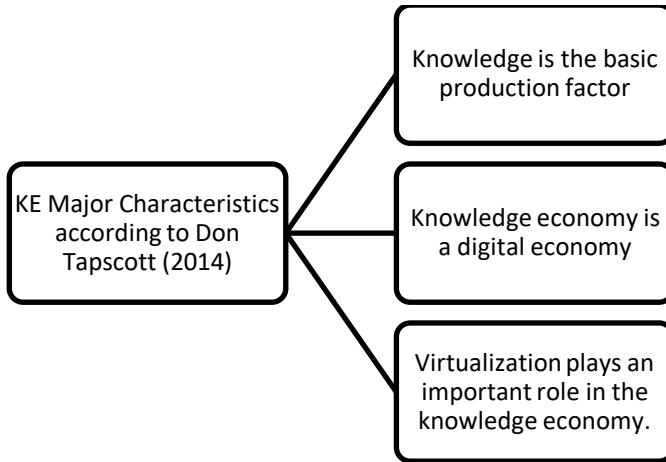 Knowledge is the basic
production factor
KE Major Characteristics
according to Don
Tapscott (2014)
Knowledge economy is
a digital economy
Virtualization plays an
important role in the
knowledge economy.